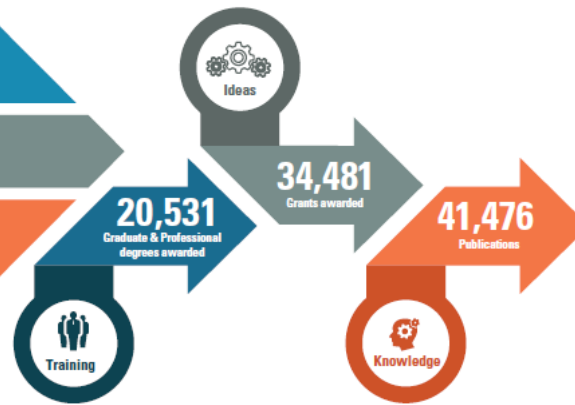 Ideas
34,481
Grants awarded
20,531
Graduate & Professional
degrees awarded
41,476
Publications
Training
Knowledge